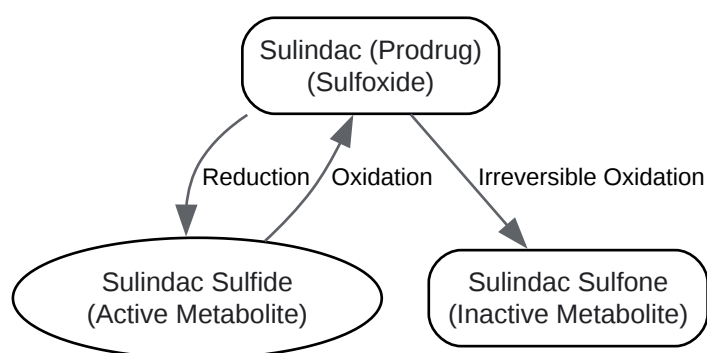 Sulindac (Prodrug)
(Sulfoxide)
Reduction
Oxidation
Irreversible Oxidation
Sulindac Sulfide
(Active Metabolite)
Sulindac Sulfone
(Inactive Metabolite)